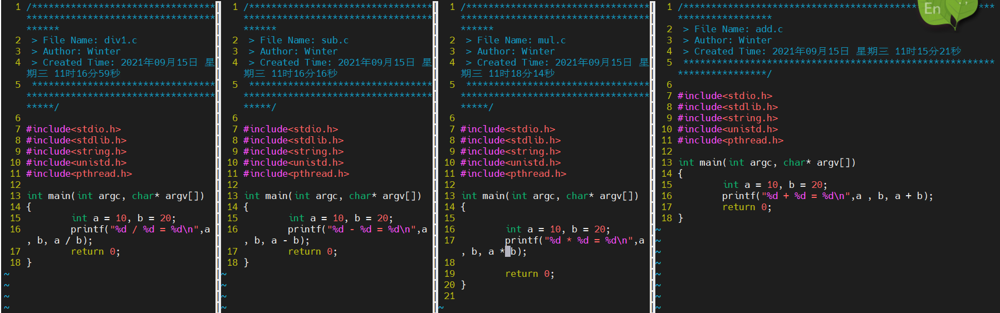 1 /*********************************
**********************************
******
2  > File Name: div1.c
3  > Author: Winter
4  > Created Time: 2021年09月15日 星
期三 11时16分59秒
5  *********************************
**********************************
*****/
6
7 #include<stdio.h>
8 #include<stdlib.h>
9 #include<string.h>
10 #include<unistd.h>
11 #include<pthread.h>
12
13 int main(int argc, char* argv[])
14 {
15         int a = 10, b = 20;
16         printf("%d / %d = %d\n",a
, b, a / b);
17         return 0;
18 }
~
~
~
~
1 /*********************************
**********************************
******
2  > File Name: sub.c
3  > Author: Winter
4  > Created Time: 2021年09月15日 星
期三 11时16分16秒
5  *********************************
**********************************
*****/
6
7 #include<stdio.h>
8 #include<stdlib.h>
9 #include<string.h>
10 #include<unistd.h>
11 #include<pthread.h>
12
13 int main(int argc, char* argv[])
14 {
15         int a = 10, b = 20;
16         printf("%d - %d = %d\n",a
, b, a - b);
17         return 0;
18 }
~
~
~
~
1 /*********************************
**********************************
******
2  > File Name: mul.c
3  > Author: Winter
4  > Created Time: 2021年09月15日 星
期三 11时18分14秒
5  *********************************
**********************************
*****/
6
7 #include<stdio.h>
8 #include<stdlib.h>
9 #include<string.h>
10 #include<unistd.h>
11 #include<pthread.h>
12
13 int main(int argc, char* argv[])
14 {
15
16         int a = 10, b = 20;
17         printf("%d * %d = %d\n",a
, b, a * b);
18
19         return 0;
20 }
21
~
1 /********************************************************
*****************
2  > File Name: add.c
3  > Author: Winter
4  > Created Time: 2021年09月15日 星期三 11时15分21秒
5  ********************************************************
****************/
6
7 #include<stdio.h>
8 #include<stdlib.h>
9 #include<string.h>
10 #include<unistd.h>
11 #include<pthread.h>
12
13 int main(int argc, char* argv[])
14 {
15         int a = 10, b = 20;
16         printf("%d + %d = %d\n",a , b, a + b);
17         return 0;
18 }
~
~
~
~
~
~
~
~
En